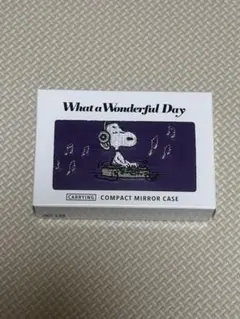 What a Wonderful Day
CARRYING COMPACT MIRROR CASE